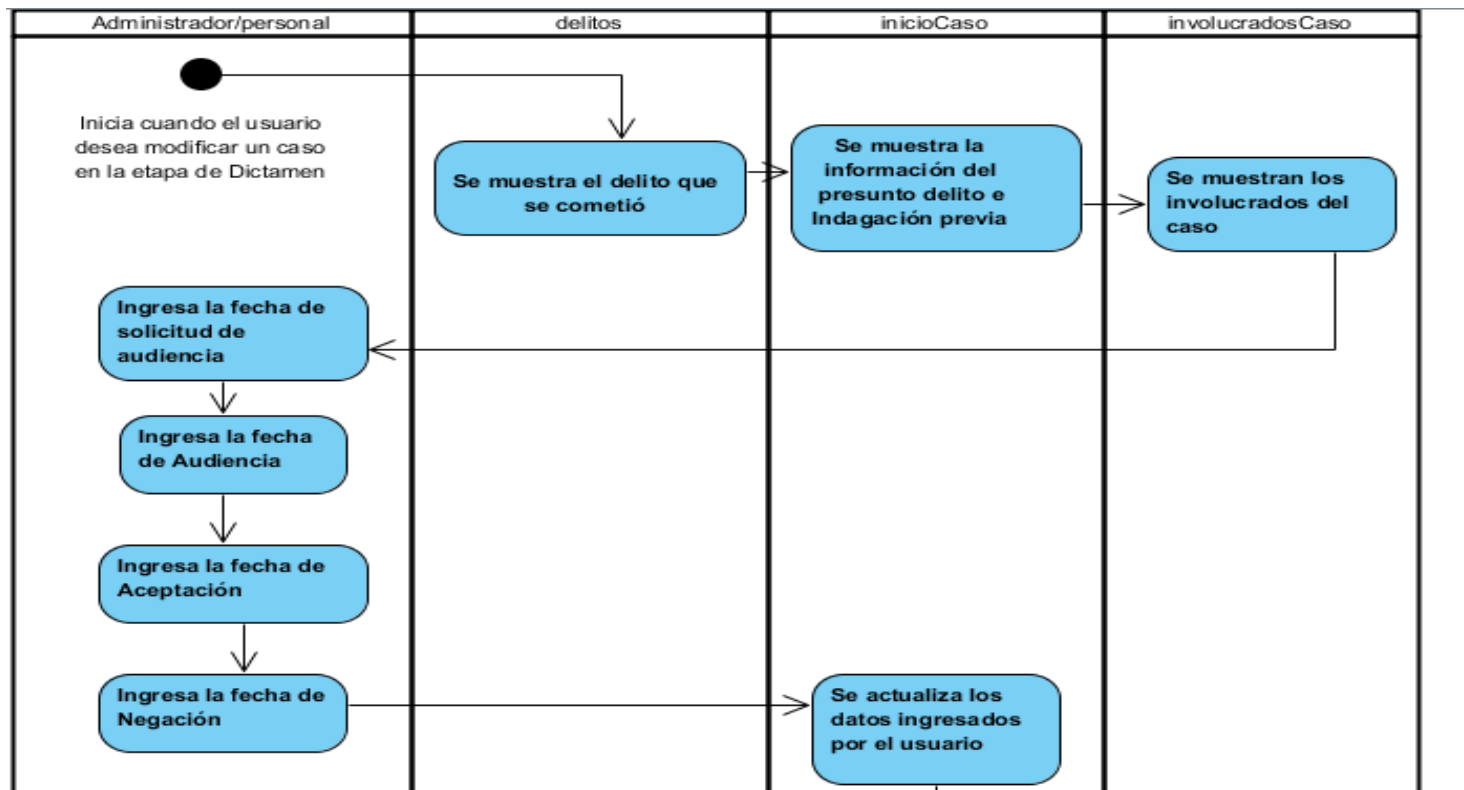 Administrador/personal
delitos
inicioCaso
involucradosCaso
Inicia cuando el usuario
desea modificar un caso
en la etapa de Dictamen
Se muestra el delito que
se cometió
Se muestra la
información del
presunto delito e
Indagación previa
Se muestran los
involucrados del
caso
Ingresa la fecha de
solicitud de
audiencia
Ingresa la fecha
de Audiencia
Ingresa la fecha de
Aceptación
Ingresa la fecha de
Negación
Se actualiza los
datos ingresados
por el usuario